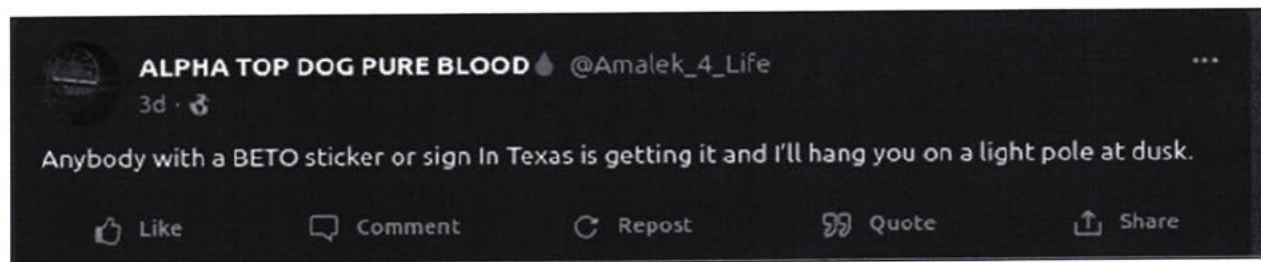 ALPHA TOP DOG PURE BLOOD🩸 @Amalek_4_Life
3d ·
Anybody with a BETO sticker or sign In Texas is getting it and I'll hang you on a light pole at dusk.
Like Comment Repost Quote Share